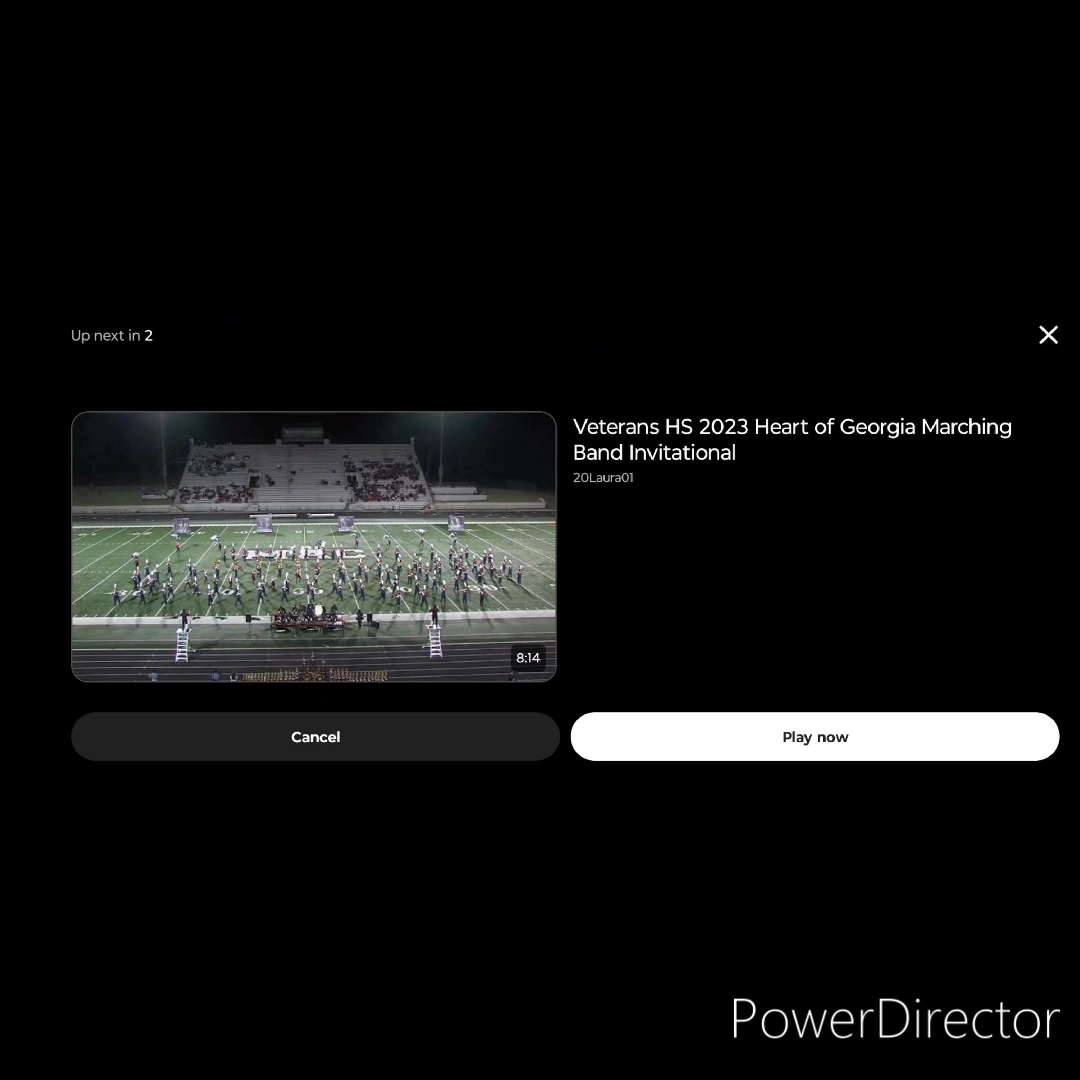 Up next in 2
Veterans HS 2023 Heart of Georgia Marching
Band Invitational
20Laura01
8:14
Cancel
Play now
PowerDirector